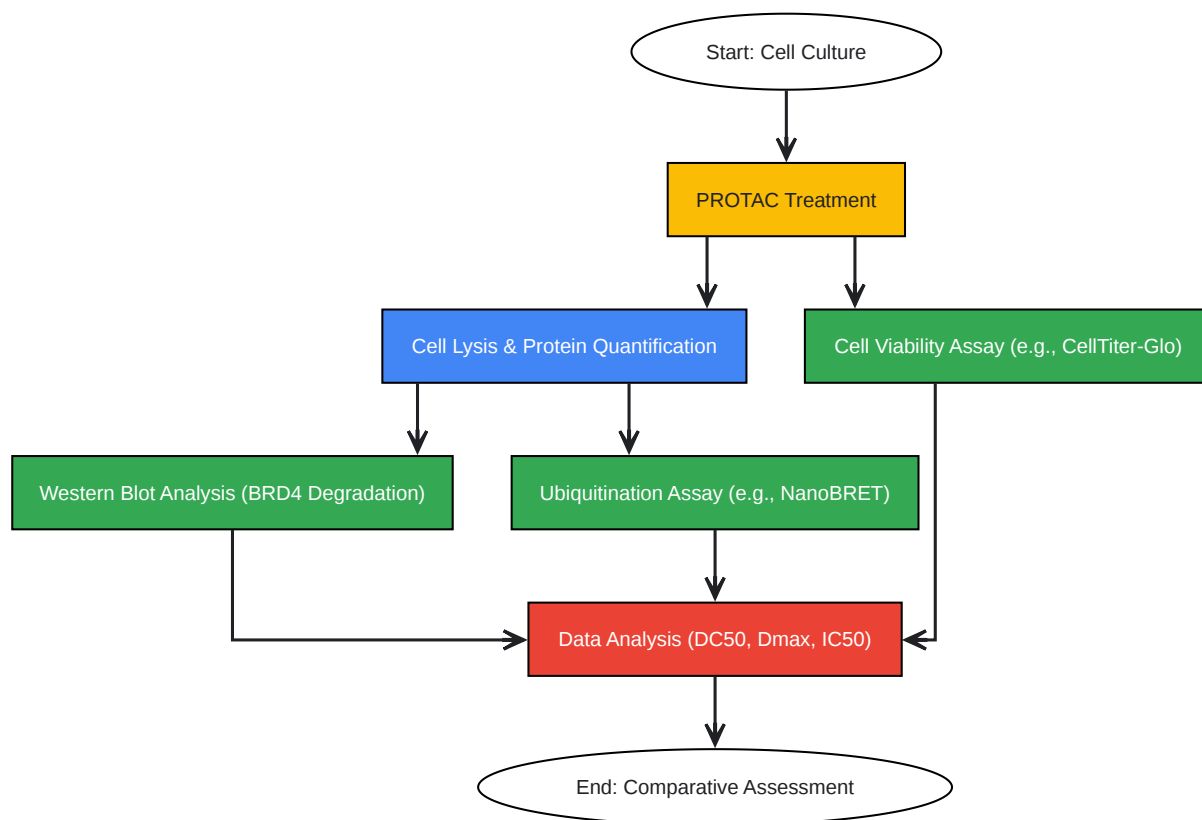 Start: Cell Culture
PROTAC Treatment
Cell Lysis & Protein Quantification
Cell Viability Assay (e.g., CellTiter-Glo)
Western Blot Analysis (BRD4 Degradation)
Ubiquitination Assay (e.g., NanoBRET)
Data Analysis (DC50, Dmax, IC50)
End: Comparative Assessment